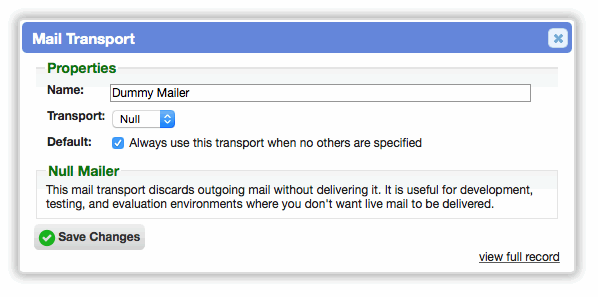 Mail Transport
Properties
Name: Dummy Mailer
Transport: Null
Default: Always use this transport when no others are specified
Null Mailer
This mail transport discards outgoing mail without delivering it. It is useful for development,
testing, and evaluation environments where you don't want live mail to be delivered.
Save Changes
view full record